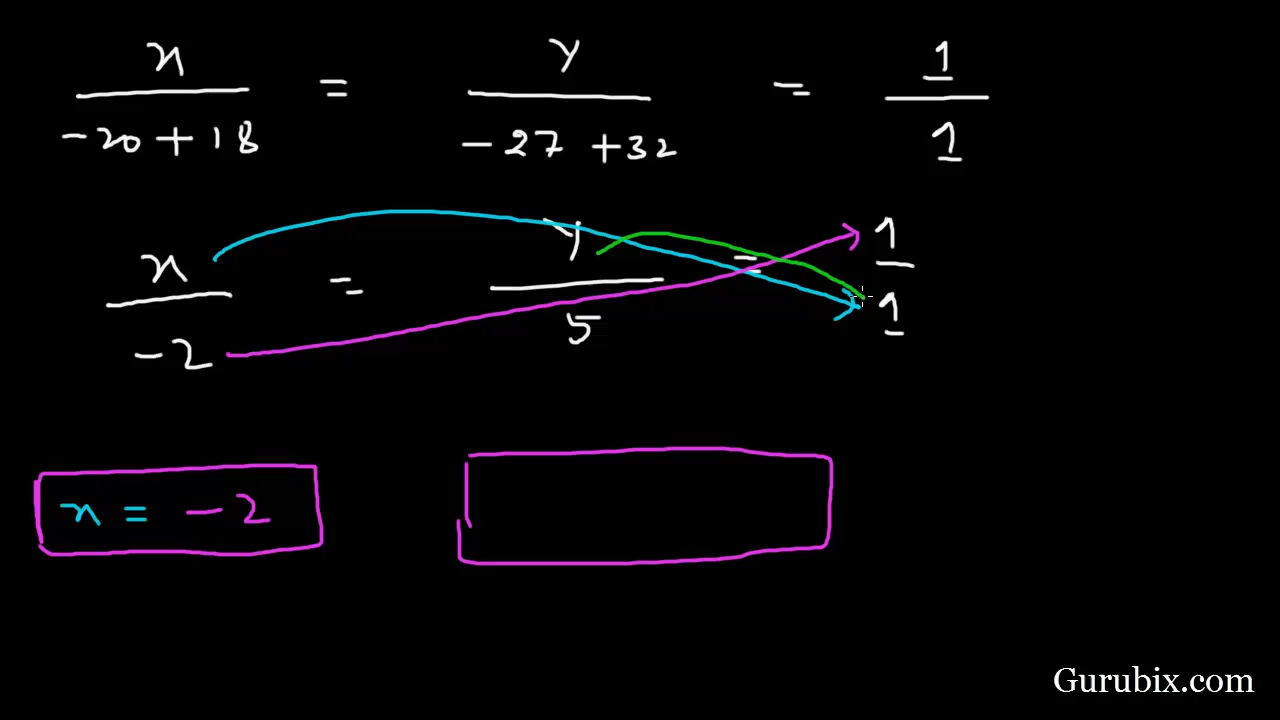 x/(-20+18) = y/(-27+32) = 1/1
x/-2 = y/5 = 1/1
x = -2
Gurubix.com